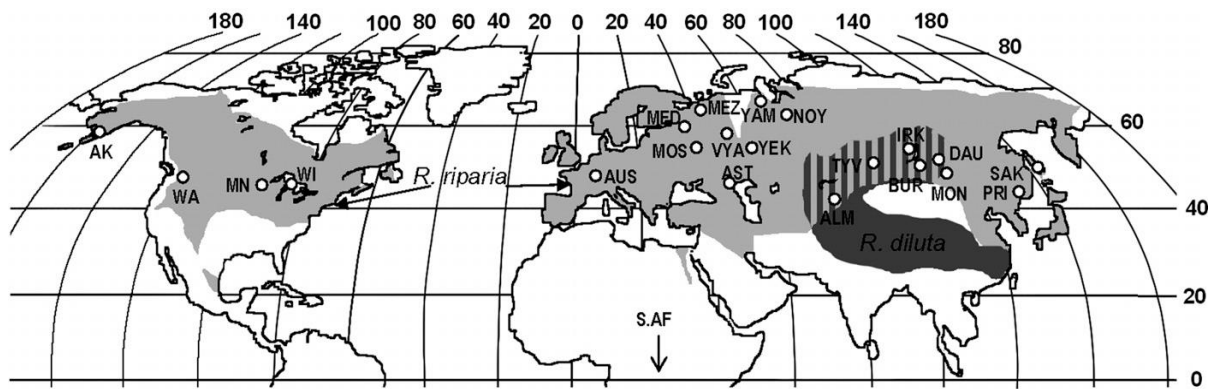 180 140 100 80 60 40 20 0 20 40 60 80 100 140 180
80
60
40
20
0
AK
WA
MN
WI
R. riparia
AUS
MED
MEZ
YAM
NOY
MOS
VYA
YEK
AST
TYV
IRK
DAU
BUR
MON
SAK
PRI
ALM
R. diluta
S.AF